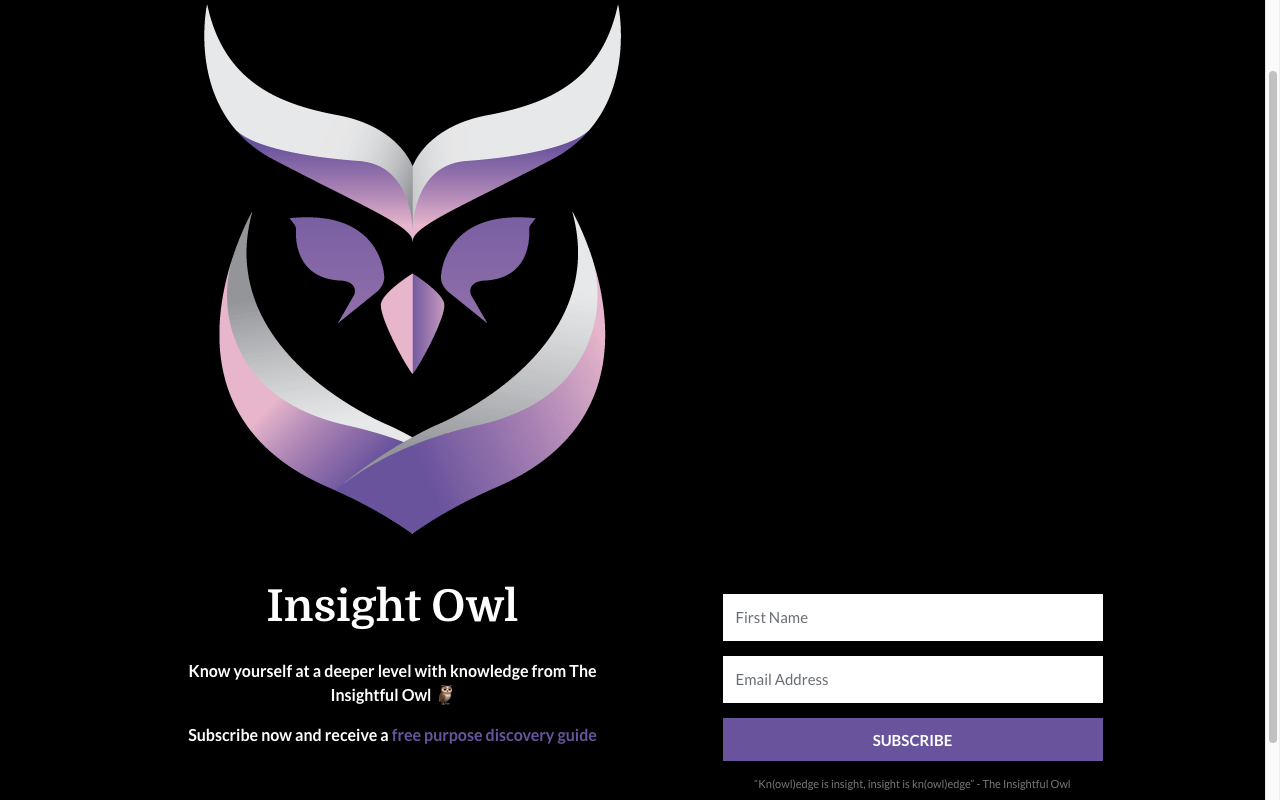 Insight Owl
Know yourself at a deeper level with knowledge from The
Insightful Owl 🦉
Subscribe now and receive a free purpose discovery guide
First Name
Email Address
SUBSCRIBE
"Kn(owl)edge is insight, insight is kn(owl)edge" - The Insightful Owl